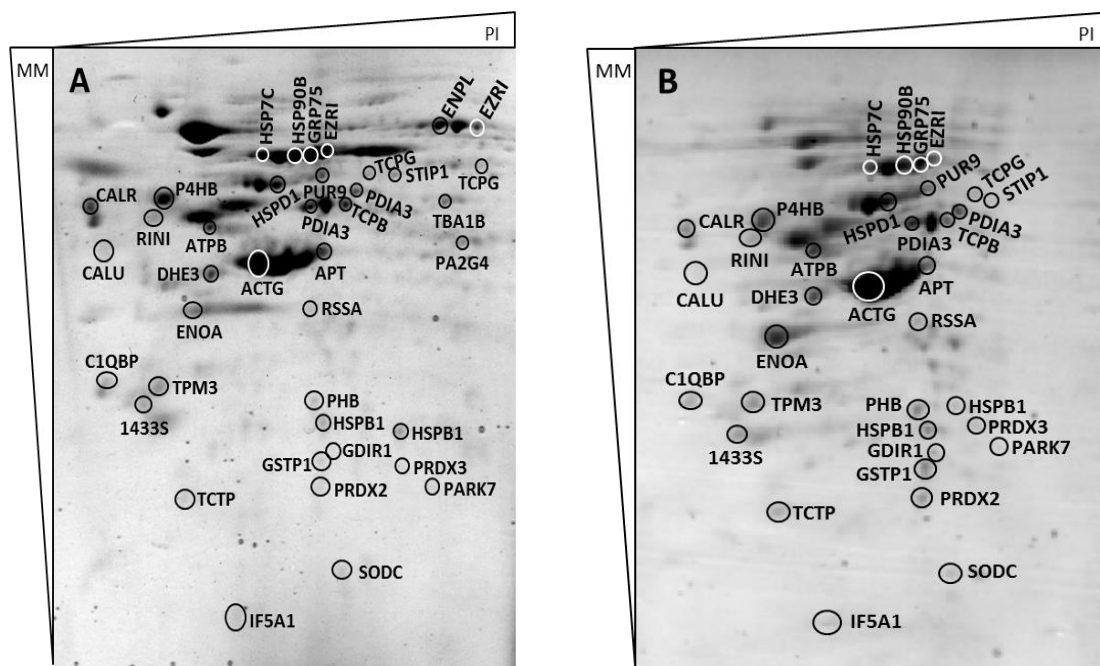 PI
MM
A
HSP7C
HSP90B
GRP75
EZRI
ENPL
EZRI
TCPG
STIP1
TCPG
CALR
P4HB
HSPD1
PUR9
PDIA3
TCPB
PDIA3
TBA1B
RINI
ATPB
PA2G4
CALU
DHE3
ACTG
APT
ENOA
RSSA
C1QBP
TPM3
1433S
PHB
HSPB1
HSPB1
GDIR1
GSTP1
PRDX3
PRDX2
PARK7
TCTP
SODC
IF5A1
PI
MM
B
HSP7C
HSP90B
GRP75
EZRI
PUR9
TCPG
STIP1
CALR
P4HB
HSPD1
PDIA3
PDIA3
TCPB
RINI
ATPB
CALU
DHE3
ACTG
APT
RSSA
ENOA
C1QBP
TPM3
1433S
PHB
HSPB1
HSPB1
PRDX3
GDIR1
PARK7
GSTP1
PRDX2
TCTP
SODC
IF5A1